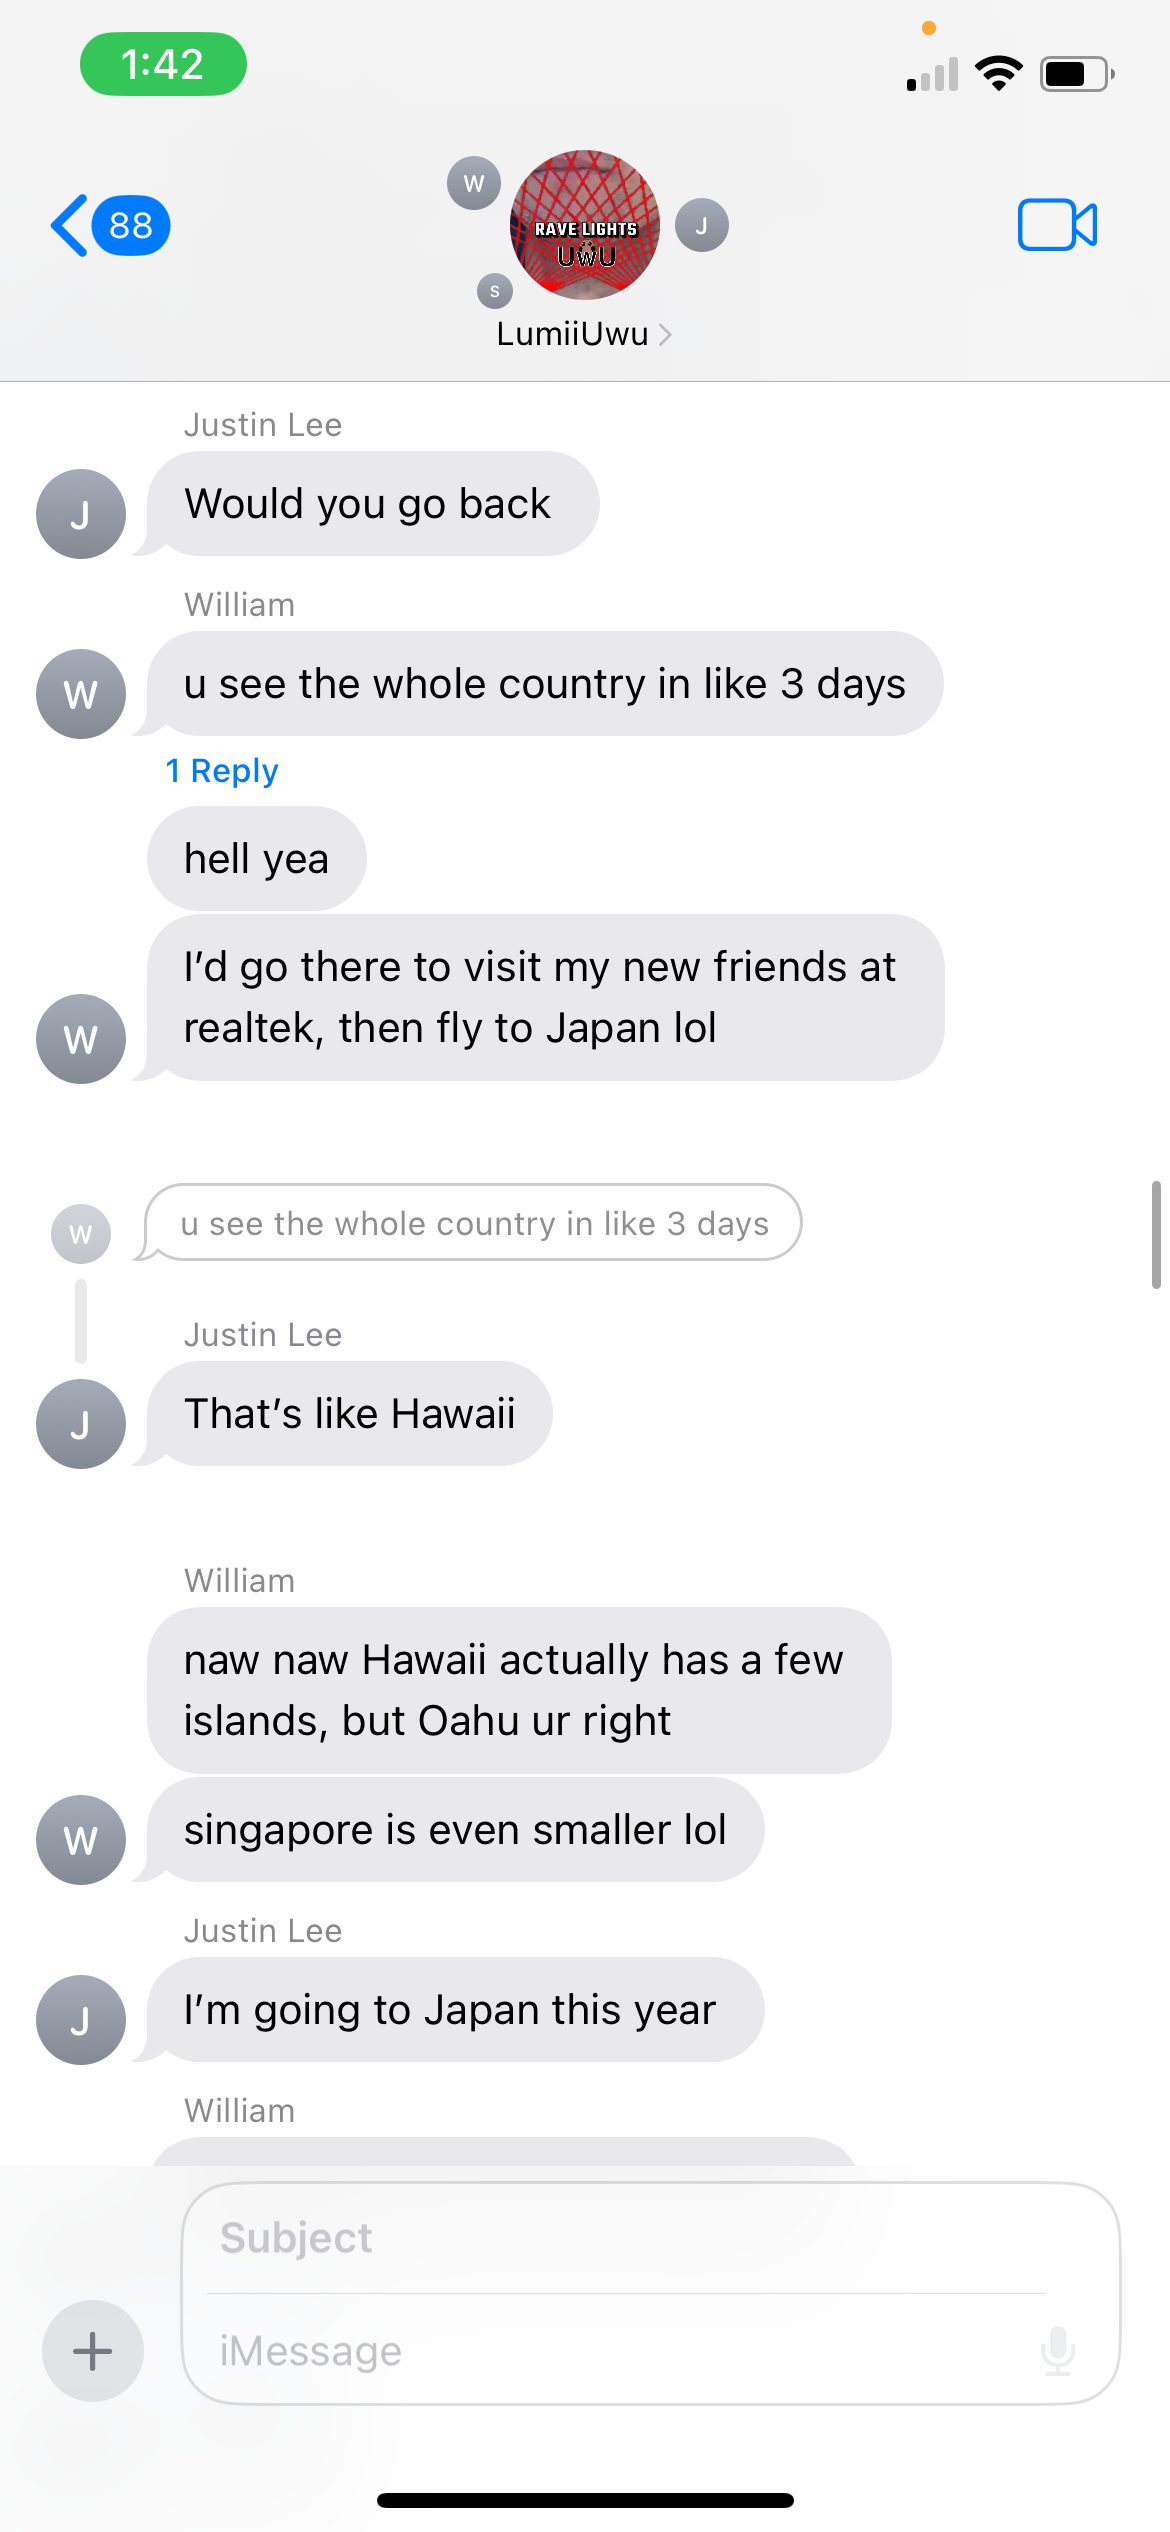 1:42
88
W
RAVE LIGHTS
UWU
J
S
LumiiUwu
Justin Lee
J
Would you go back
William
W
u see the whole country in like 3 days
1 Reply
hell yea
I’d go there to visit my new friends at
realtek, then fly to Japan lol
W
W
u see the whole country in like 3 days
Justin Lee
J
That’s like Hawaii
William
naw naw Hawaii actually has a few
islands, but Oahu ur right
W
singapore is even smaller lol
Justin Lee
J
I’m going to Japan this year
William
Subject
iMessage